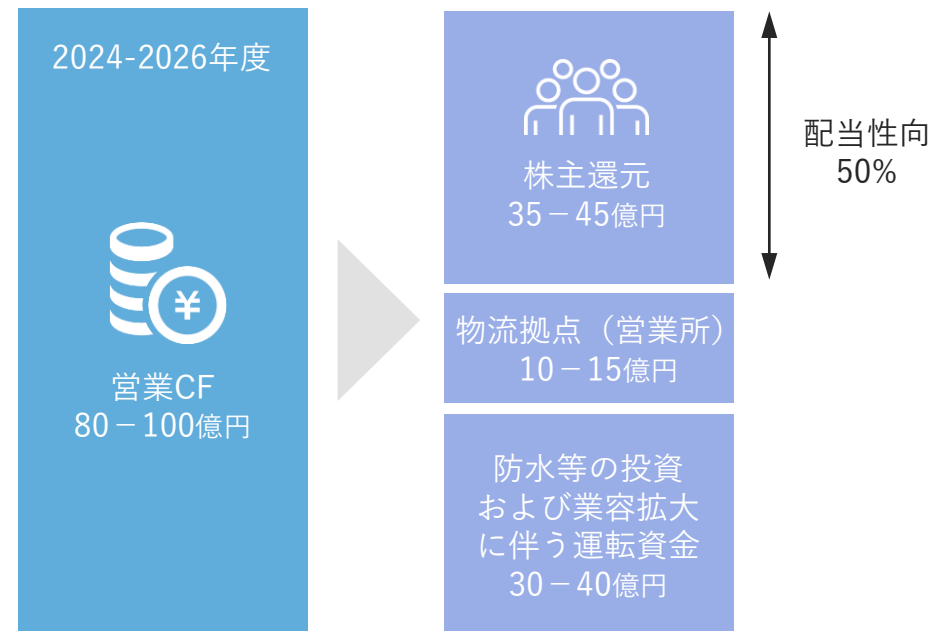 2024-2026年度
¥
営業CF
80－100億円
株主還元
35－45億円
配当性向
50%
物流拠点（営業所）
10－15億円
防水等の投資
および業容拡大
に伴う運転資金
30－40億円